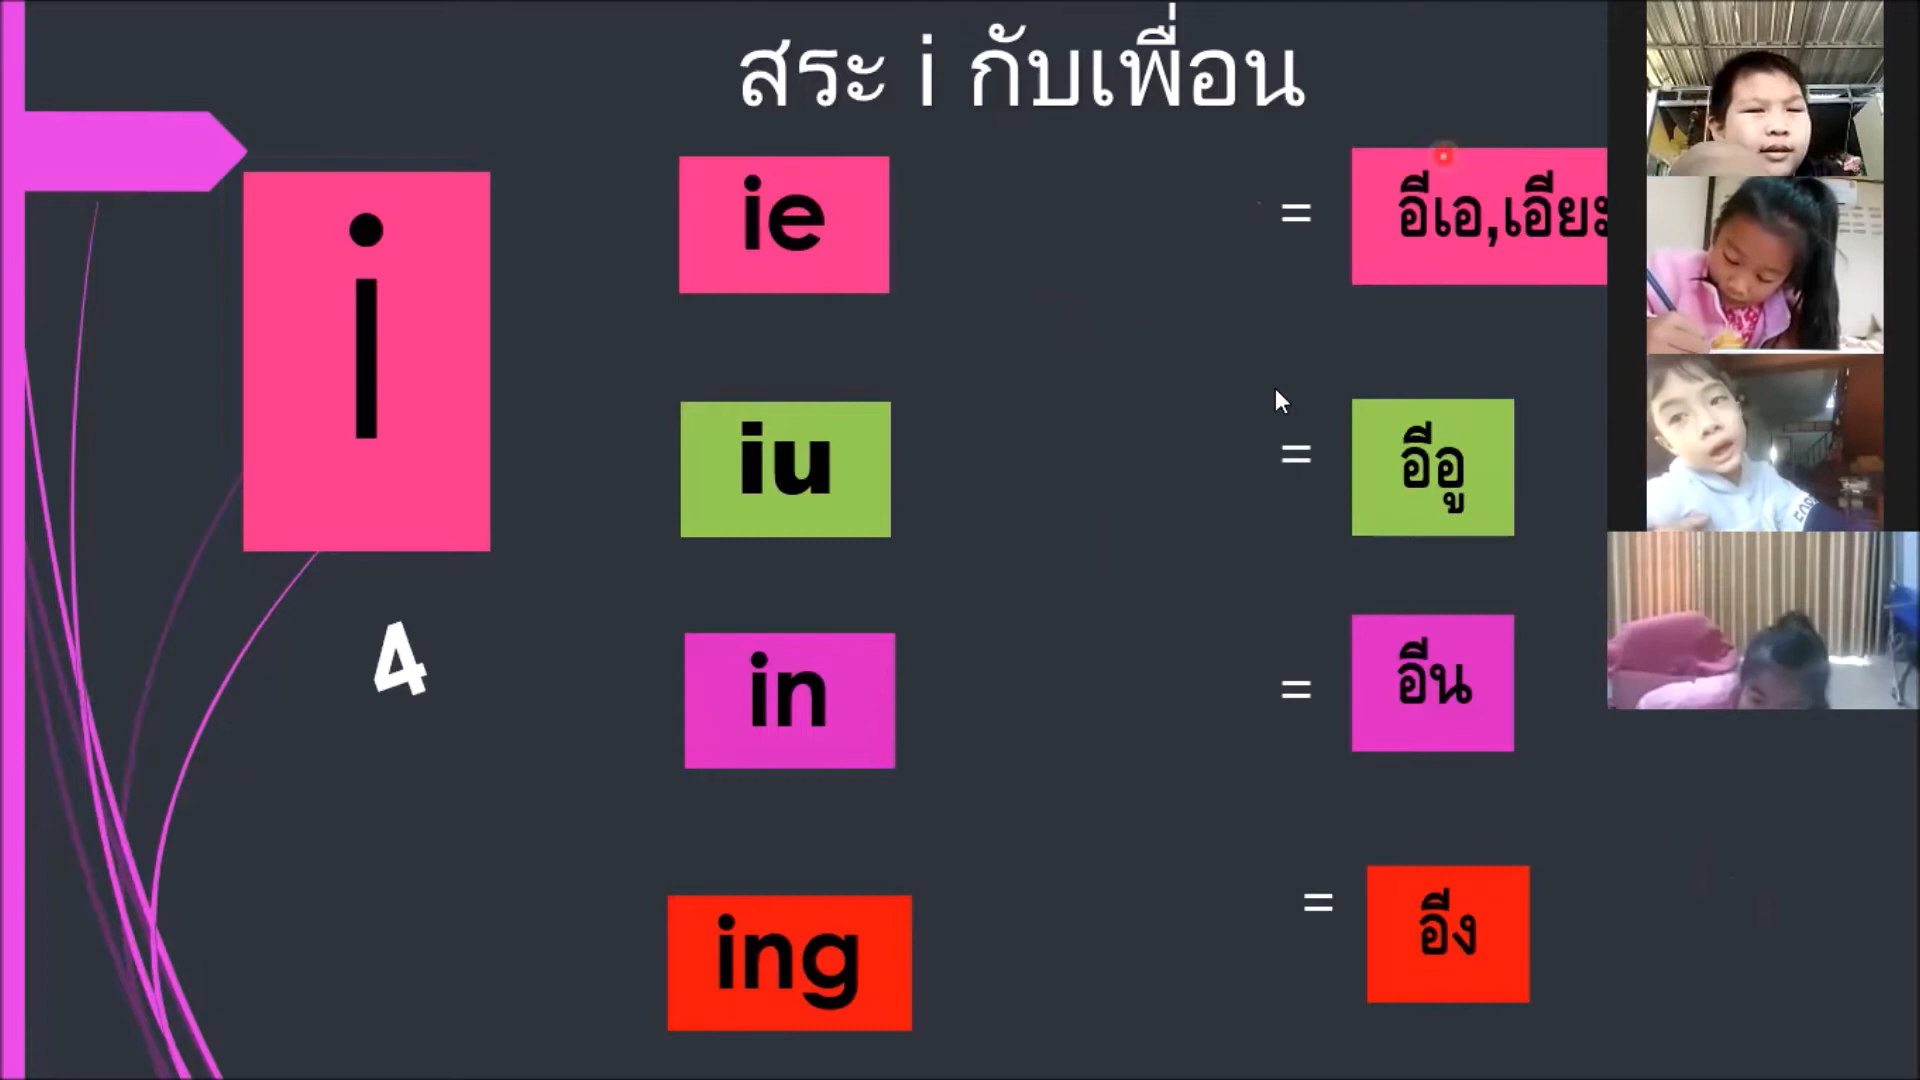 สระ i กับเพื่อน
i
4
ie = อีเอ,เอียะ
iu = อีอู
in = อีน
ing = อีง